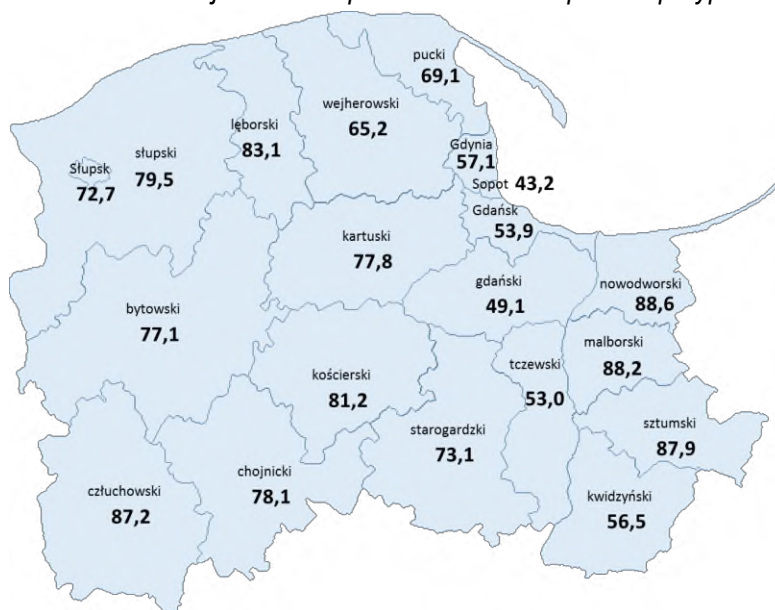 pucki
69,1
wejherowski
65,2
lęborski
83,1
słupski
79,5
Słupsk
72,7
Gdynia
57,1
Sopot 43,2
Gdańsk
53,9
kartuski
77,8
gdański
49,1
nowodworski
88,6
bytowski
77,1
malborski
88,2
kościerski
81,2
tczewski
53,0
starogardzki
73,1
sztumski
87,9
chojnicki
78,1
człuchowski
87,2
kwidzyński
56,5